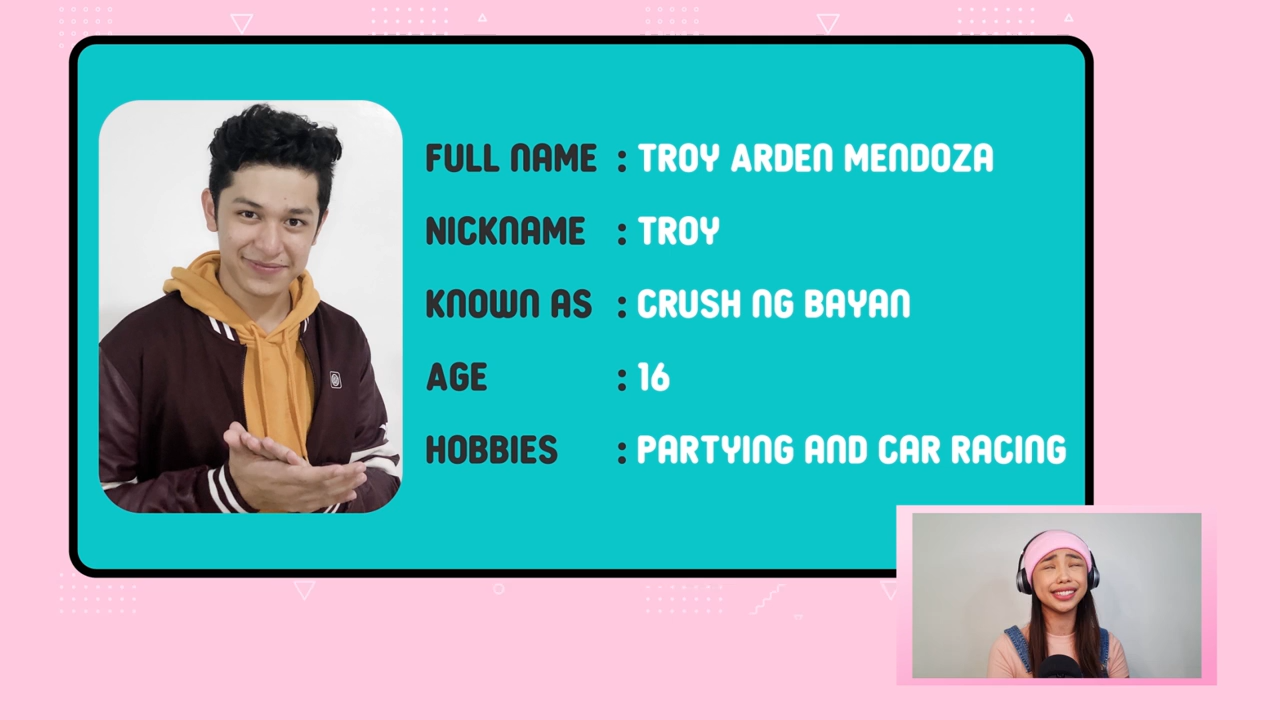 FULL NAME : TROY ARDEN MENDOZA
NICKNAME : TROY
KNOWN AS : CRUSH NG BAYAN
AGE : 16
HOBBIES : PARTYING AND CAR RACING